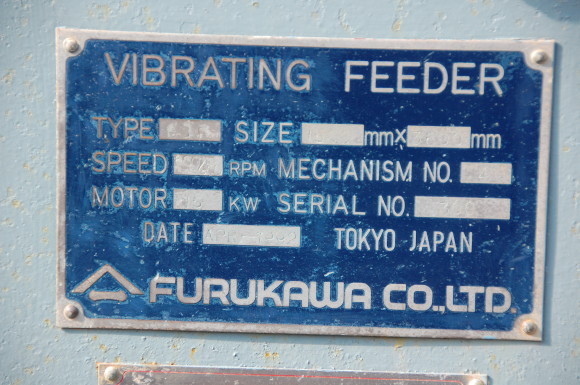 VIBRATING FEEDER
TYPE SIZE mm× mm
SPEED RPM MECHANISM NO.
MOTOR KW SERIAL NO.
DATE TOKYO JAPAN
FURUKAWA CO.,LTD.